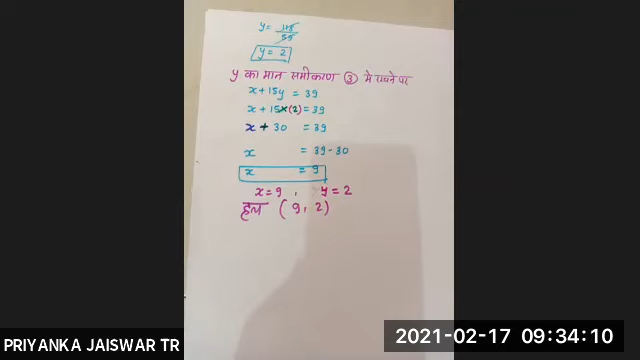 y = 118/59
y = 2
y का मान समीकाण ③ मे रखने पर
x + 15y = 39
x + 15×(2) = 39
x + 30 = 39
x = 39-30
x = 9
x = 9 , y = 2
हल (9, 2)
PRIYANKA JAISWAR TR
2021-02-17 09:34:10